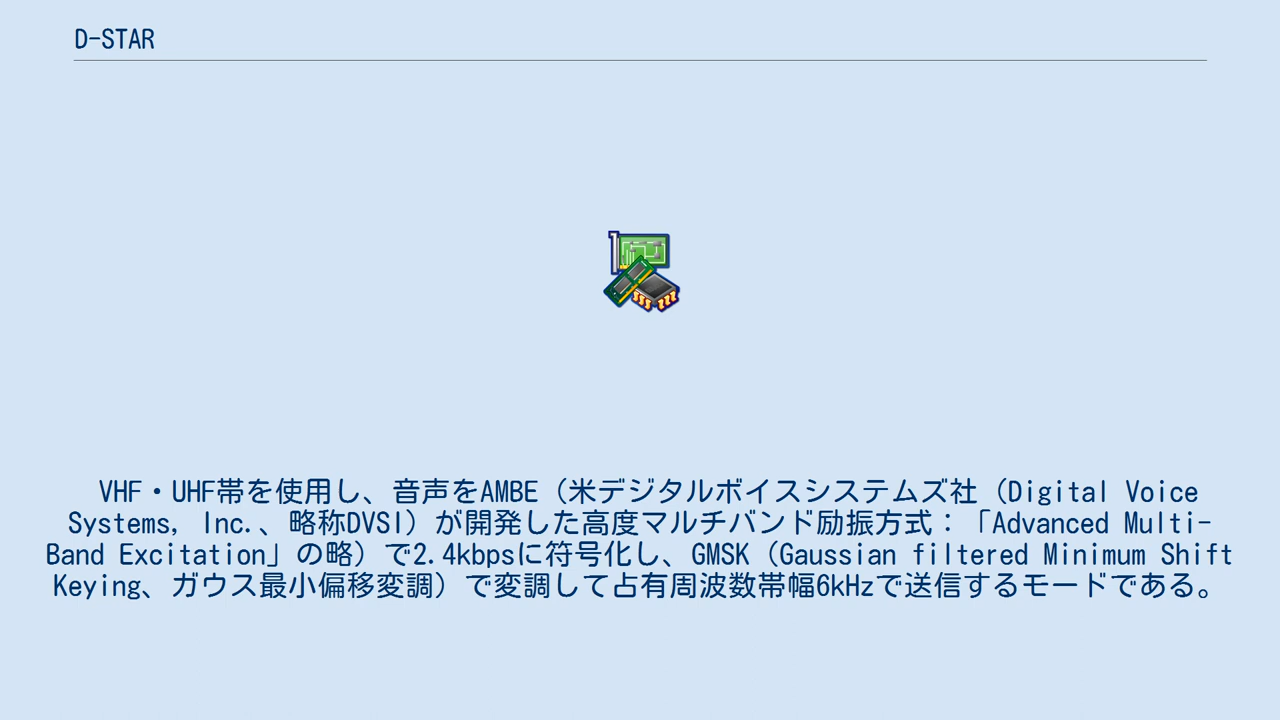 D-STAR
VHF・UHF帯を使用し、音声をAMBE（米デジタルボイスシステムズ社（Digital Voice
Systems, Inc.、略称DVSI）が開発した高度マルチバンド励振方式：「Advanced Multi-
Band Excitation」の略）で2.4kbpsに符号化し、GMSK（Gaussian filtered Minimum Shift
Keying、ガウス最小偏移変調）で変調して占有周波数帯幅6kHzで送信するモードである。